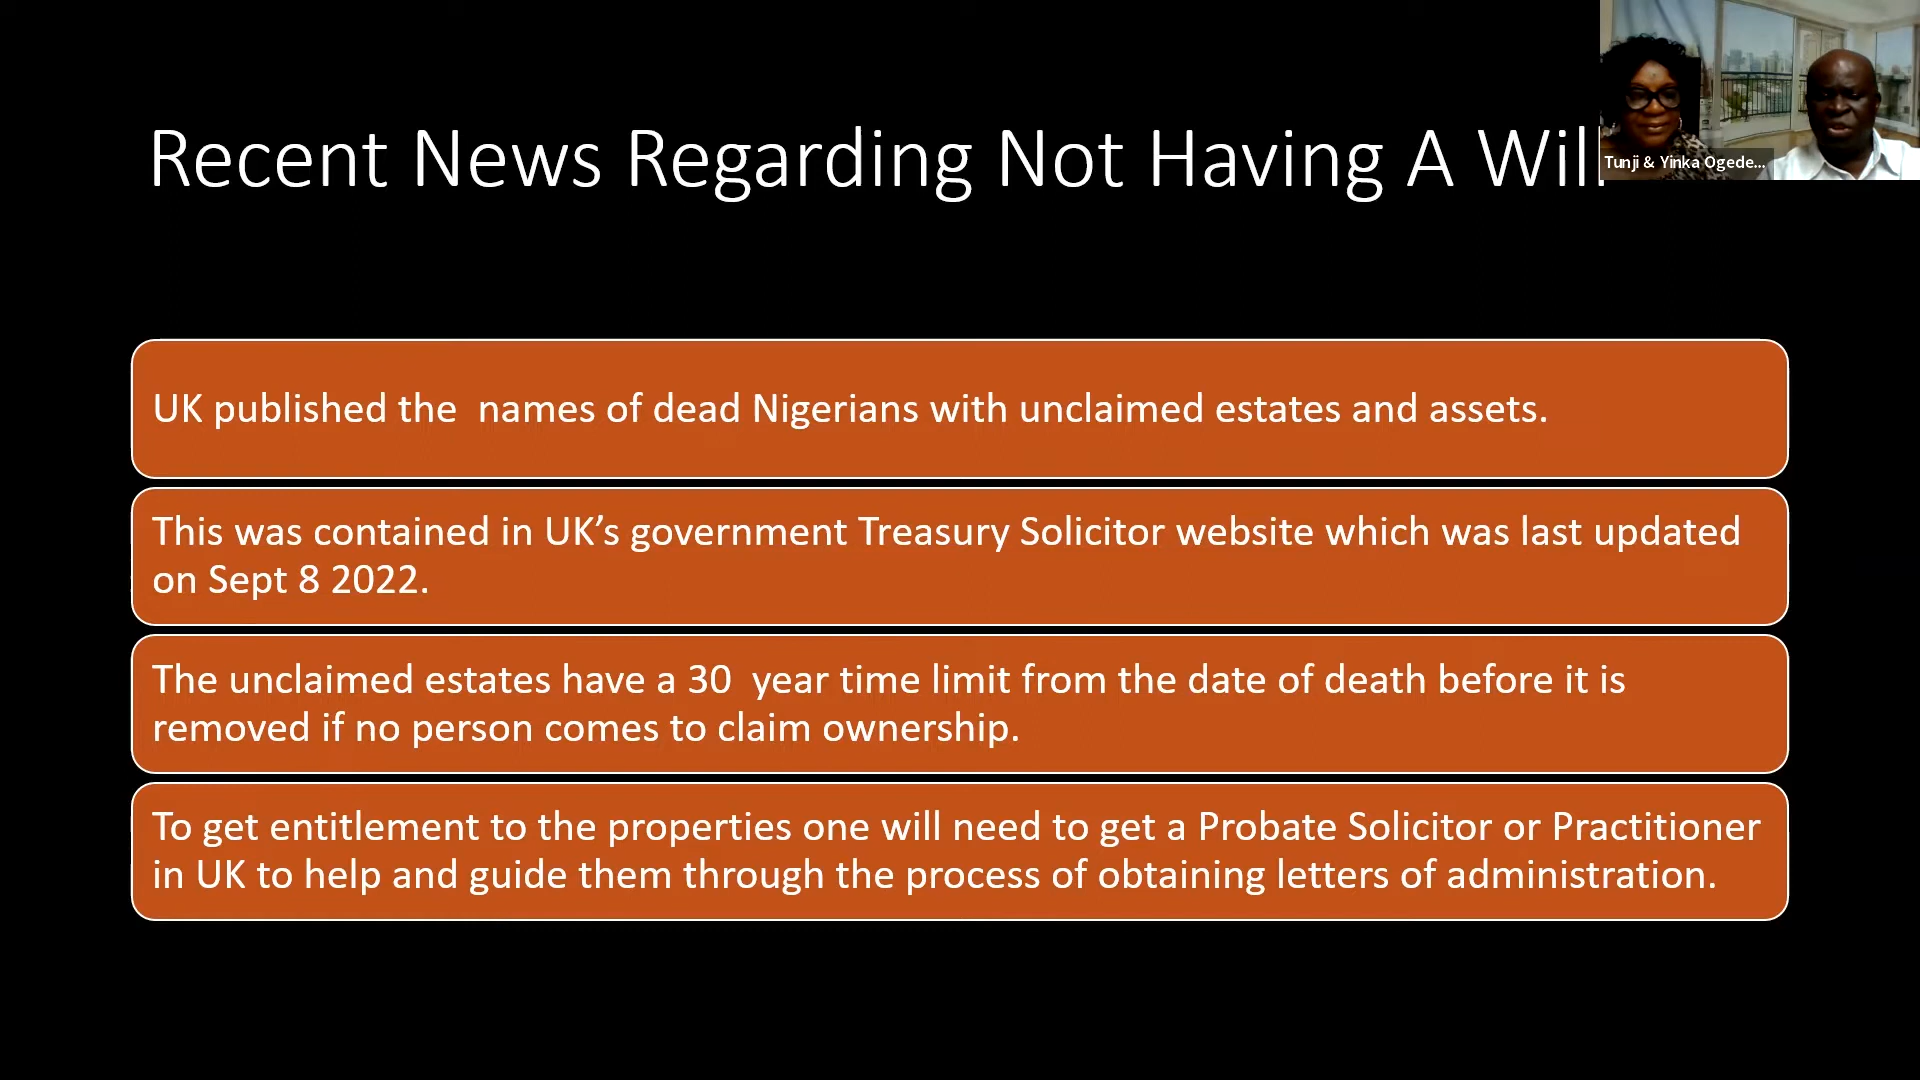 Recent News Regarding Not Having A Will
Tunji & Yinka Ogede...
UK published the  names of dead Nigerians with unclaimed estates and assets.
This was contained in UK’s government Treasury Solicitor website which was last updated
on Sept 8 2022.
The unclaimed estates have a 30  year time limit from the date of death before it is
removed if no person comes to claim ownership.
To get entitlement to the properties one will need to get a Probate Solicitor or Practitioner
in UK to help and guide them through the process of obtaining letters of administration.